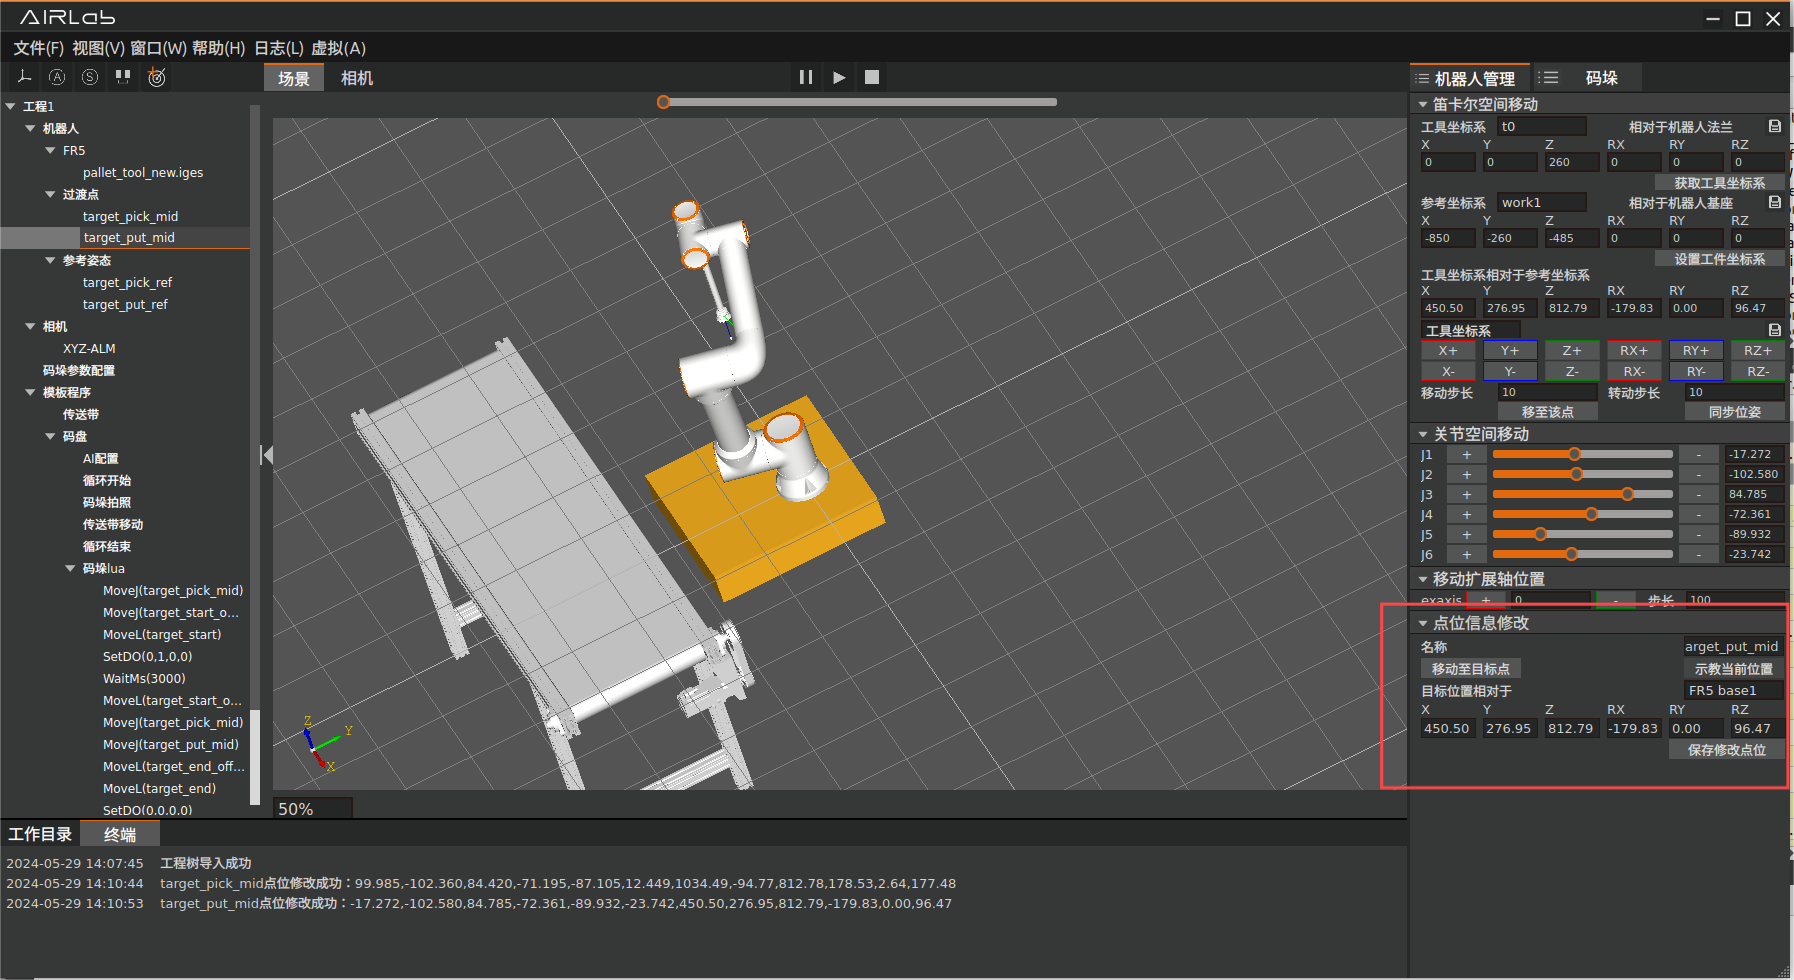 AIRLab
文件(F) 视图(V) 窗口(W) 帮助(H) 日志(L) 虚拟(A)
场景 相机
工程1
机器人
FR5
pallet_tool_new.iges
过渡点
target_pick_mid
target_put_mid
参考姿态
target_pick_ref
target_put_ref
相机
XYZ-ALM
码垛参数配置
模板程序
传送带
码盘
AI配置
循环开始
码垛拍照
传送带移动
循环结束
码垛lua
MoveJ(target_pick_mid)
MoveJ(target_start_o...
MoveL(target_start)
SetDO(0,1,0,0)
WaitMs(3000)
MoveL(target_start_o...
MoveJ(target_pick_mid)
MoveJ(target_put_mid)
MoveL(target_end_off...
MoveL(target_end)
SetDO(0,0,0,0)
Z
Y
X
50%
机器人管理 码垛
笛卡尔空间移动
工具坐标系 t0 相对于机器人法兰
X Y Z RX RY RZ
0 0 260 0 0 0
获取工具坐标系
参考坐标系 work1 相对于机器人基座
X Y Z RX RY RZ
-850 -260 -485 0 0 0
设置工件坐标系
工具坐标系相对于参考坐标系
X Y Z RX RY RZ
450.50 276.95 812.79 -179.83 0.00 96.47
工具坐标系
X+ Y+ Z+ RX+ RY+ RZ+
X- Y- Z- RX- RY- RZ-
移动步长 10 转动步长 10
移至该点 同步位姿
关节空间移动
J1 + - -17.272
J2 + - -102.580
J3 + - 84.785
J4 + - -72.361
J5 + - -89.932
J6 + - -23.742
移动扩展轴位置
exaxis + 0 - 步长 100
点位信息修改
名称 arget_put_mid
移动至目标点 示教当前位置
目标位置相对于 FR5 base1
X Y Z RX RY RZ
450.50 276.95 812.79 -179.83 0.00 96.47
保存修改点位
工作目录 终端
2024-05-29 14:07:45 工程树导入成功
2024-05-29 14:10:44 target_pick_mid点位修改成功：99.985,-102.360,84.420,-71.195,-87.105,12.449,1034.49,-94.77,812.78,178.53,2.64,177.48
2024-05-29 14:10:53 target_put_mid点位修改成功：-17.272,-102.580,84.785,-72.361,-89.932,-23.742,450.50,276.95,812.79,-179.83,0.00,96.47